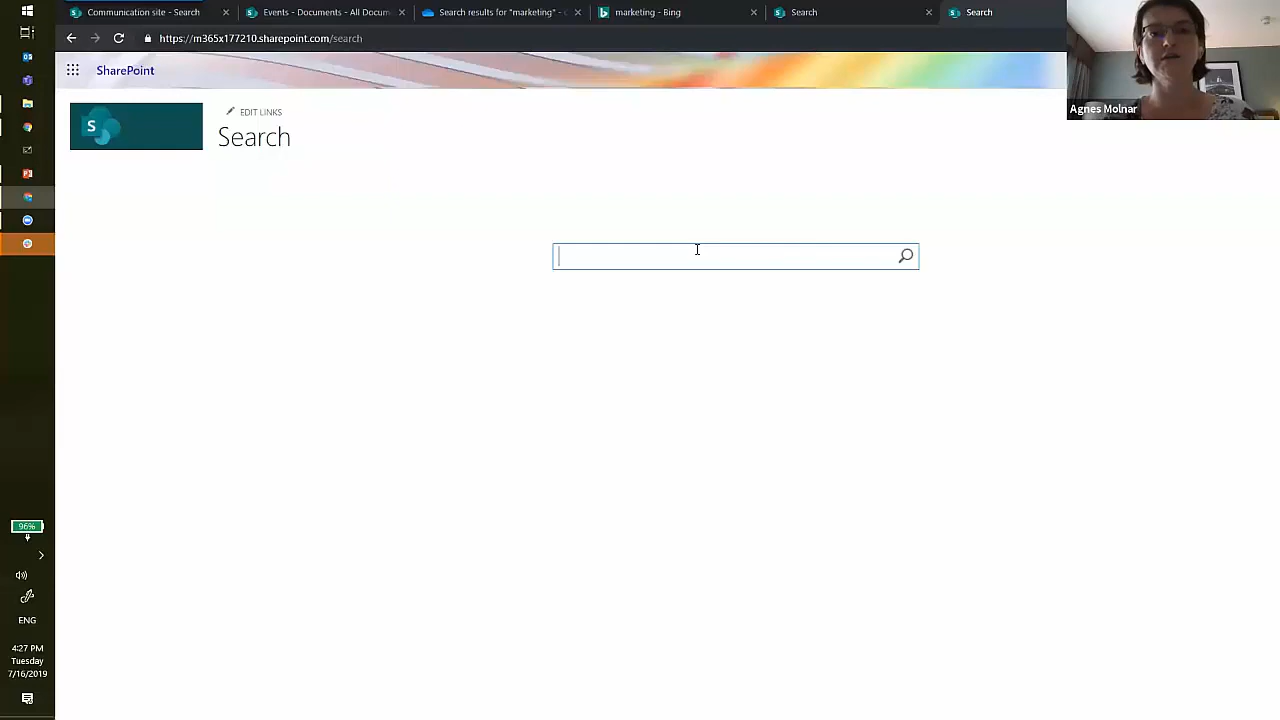 Communication site - Search
Events - Documents - All Docum
Search results for "marketing" -
marketing - Bing
Search
Search
https://m365x177210.sharepoint.com/search
SharePoint
S
EDIT LINKS
Search
Agnes Molnar
96%
ENG
4:27 PM
Tuesday
7/16/2019